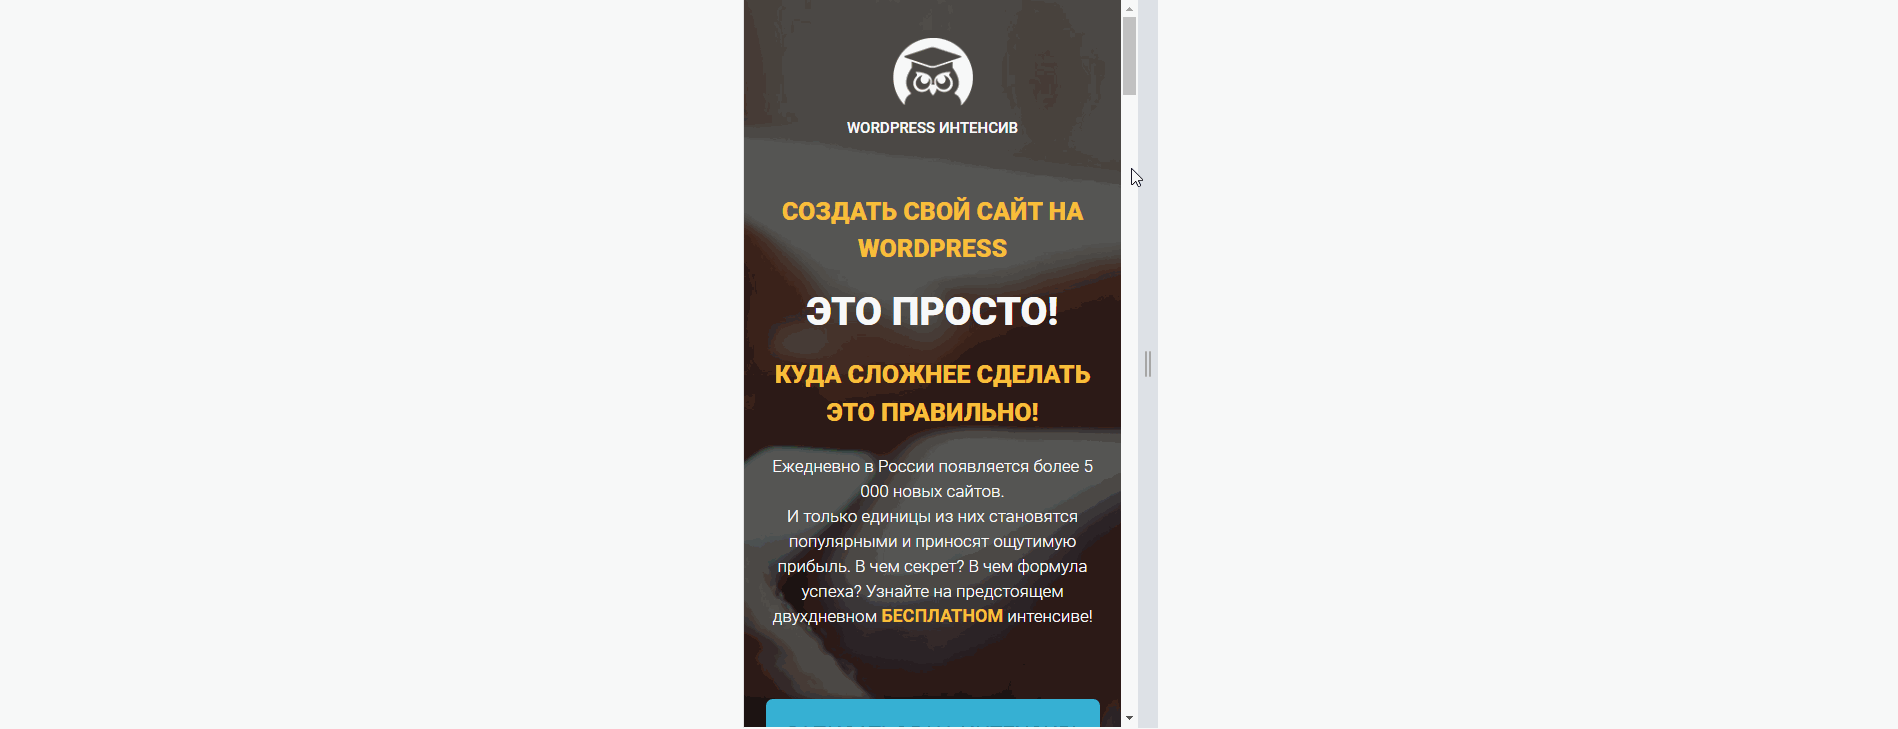 WORDPRESS ИНТЕНСИВ
СОЗДАТЬ СВОЙ САЙТ НА
WORDPRESS
ЭТО ПРОСТО!
КУДА СЛОЖНЕЕ СДЕЛАТЬ
ЭТО ПРАВИЛЬНО!
Ежедневно в России появляется более 5
000 новых сайтов.
И только единицы из них становятся
популярными и приносят ощутимую
прибыль. В чем секрет? В чем формула
успеха? Узнайте на предстоящем
двухдневном БЕСПЛАТНОМ интенсиве!